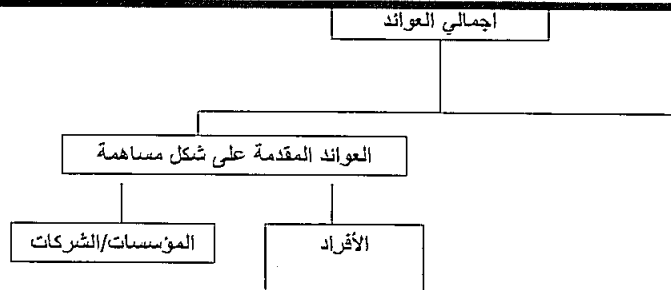 اجمالي العوائد
العوائد المقدمة على شكل مساهمة
الأفراد
المؤسسات/الشركات